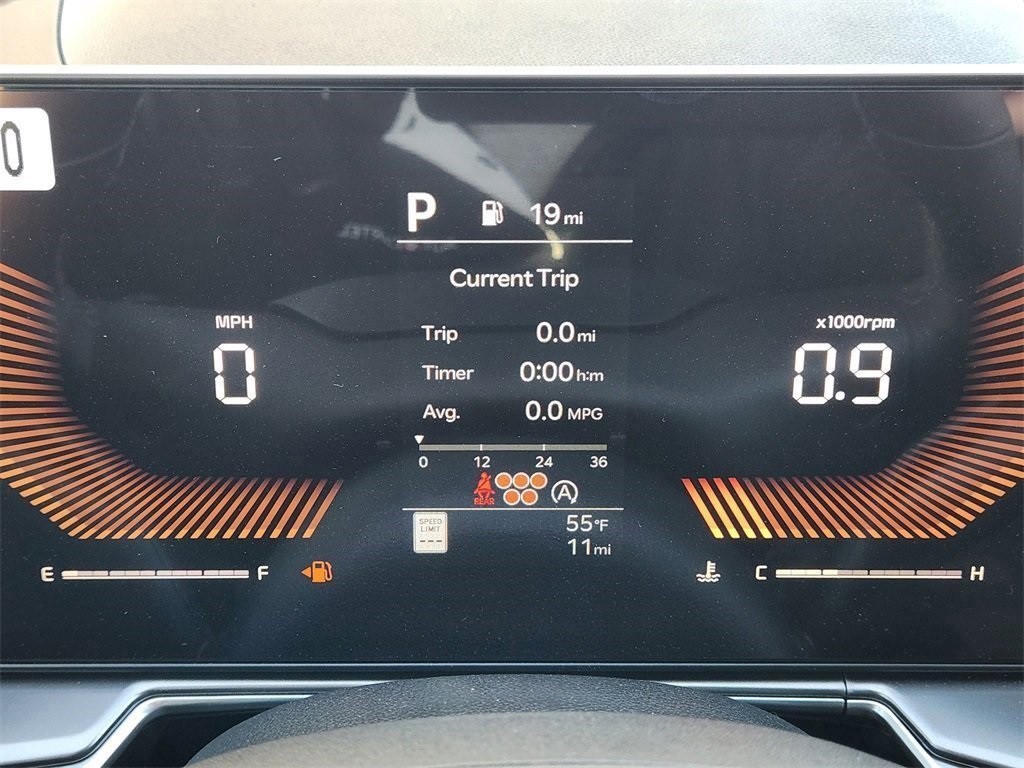 0
P 19 mi
Current Trip
MPH
0
Trip 0.0 mi
Timer 0:00 h:m
Avg. 0.0 MPG
0 12 24 36
x1000rpm
0.9
REAR
A
SPEED LIMIT
---
55°F
11 mi
E F
C H